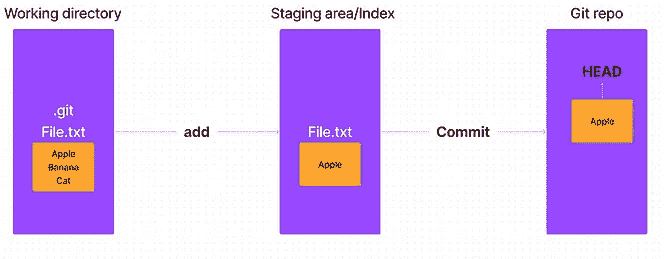 Working directory
Staging area/Index
Git repo
.git
File.txt
Apple
Banana
Cat
add
File.txt
Apple
Commit
HEAD
Apple